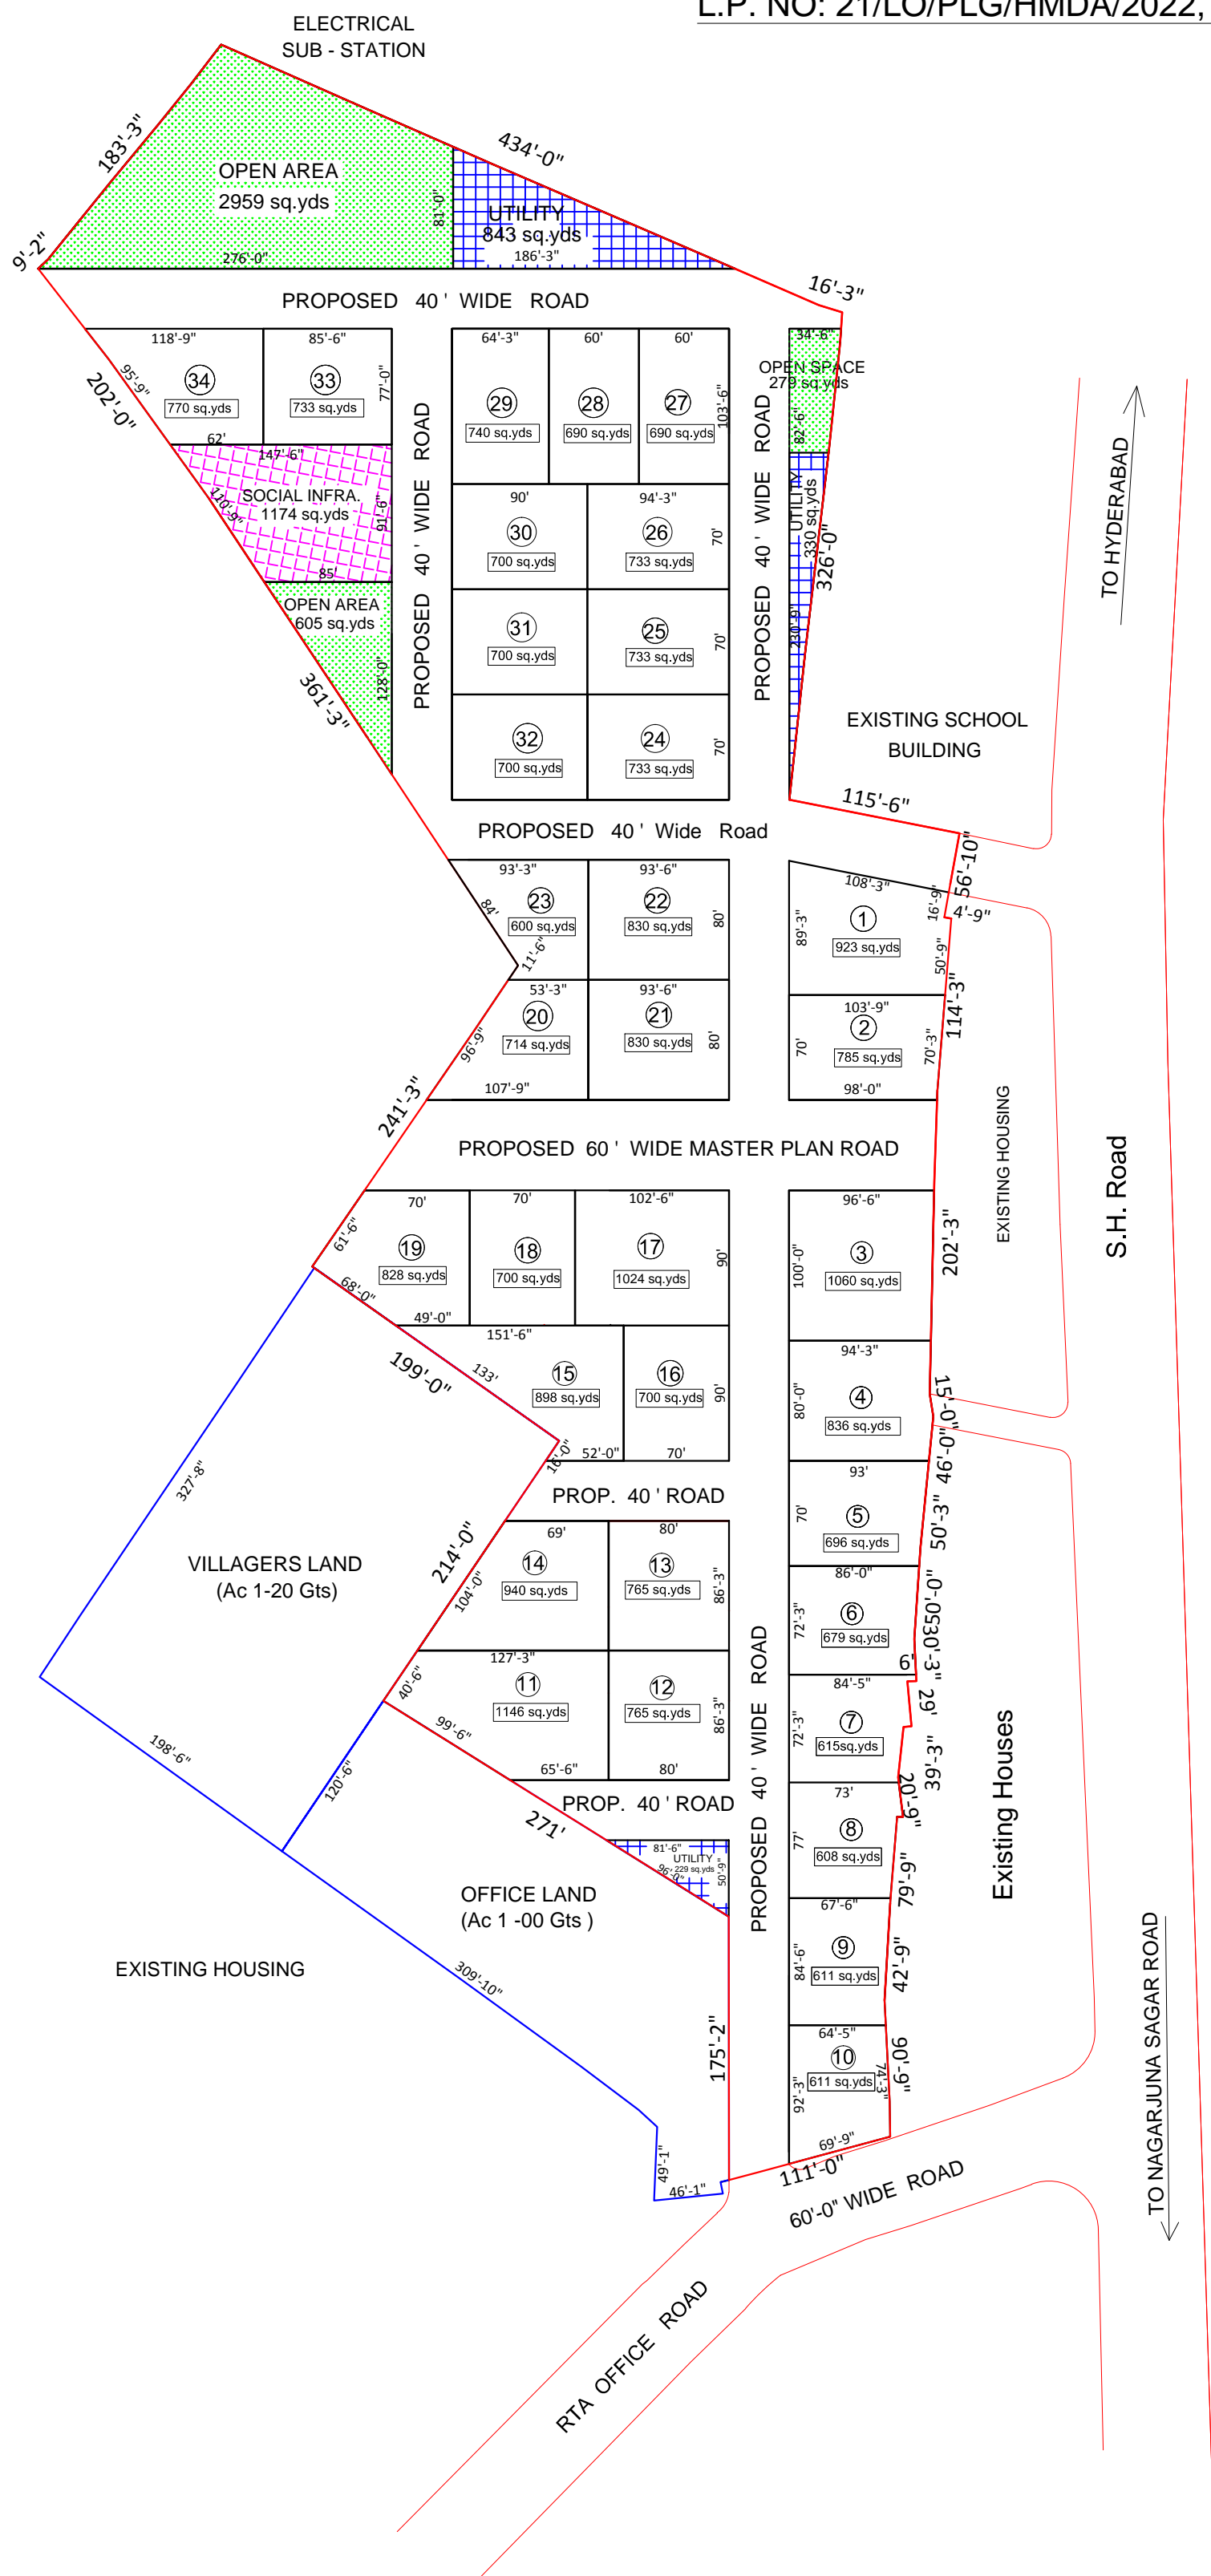 L.P. NO: 21/LO/PLG/HMDA/2022,
ELECTRICAL
SUB - STATION
183'-3"
434'-0"
OPEN AREA
2959 sq.yds
81'-0"
UTILITY
843 sq.yds
186'-3"
9'-2"
276'-0"
16'-3"
PROPOSED 40 ' WIDE ROAD
118'-9"
85'-6"
64'-3"
60'
60'
34'-6"
95'-9"
202'-0"
34
770 sq.yds
33
733 sq.yds
77'-0"
29
740 sq.yds
28
690 sq.yds
27
690 sq.yds
103'-6"
OPEN SPACE
279 sq.yds
82'-6"
62'
147'-6"
SOCIAL INFRA.
1174 sq.yds
110'-9"
91'-6"
85'
PROPOSED 40 ' WIDE ROAD
PROPOSED 40 ' WIDE ROAD
UTILITY
330 sq.yds
326'-0"
230'-9"
TO HYDERABAD
90'
30
700 sq.yds
94'-3"
26
733 sq.yds
70'
OPEN AREA
605 sq.yds
128'-0"
361'-3"
31
700 sq.yds
25
733 sq.yds
70'
32
700 sq.yds
24
733 sq.yds
70'
EXISTING SCHOOL
BUILDING
115'-6"
PROPOSED 40 ' Wide Road
56'-10"
93'-3"
23
600 sq.yds
84'
11'-6"
93'-6"
22
830 sq.yds
80'
108'-3"
16'-9"
4'-9"
89'-3"
1
923 sq.yds
50'-9"
114'-3"
53'-3"
20
714 sq.yds
96'-9"
107'-9"
93'-6"
21
830 sq.yds
80'
103'-9"
2
785 sq.yds
70'
70'-3"
98'-0"
241'-3"
PROPOSED 60 ' WIDE MASTER PLAN ROAD
EXISTING HOUSING
S.H. Road
70'
61'-6"
19
828 sq.yds
68'-0"
49'-0"
70'
18
700 sq.yds
102'-6"
17
1024 sq.yds
90'
96'-6"
100'-0"
3
1060 sq.yds
202'-3"
151'-6"
199'-0"
133'
15
898 sq.yds
16'-0"
52'-0"
16
700 sq.yds
90'
70'
94'-3"
80'-0"
4
836 sq.yds
15'-0"
46'-0"
327'-8"
PROP. 40 ' ROAD
93'
70'
5
696 sq.yds
50'-3"
VILLAGERS LAND
(Ac 1-20 Gts)
214'-0"
104'-0"
69'
14
940 sq.yds
80'
13
765 sq.yds
86'-3"
86'-0"
72'-3"
6
679 sq.yds
50'-0"
30'-3"
6'
127'-3"
40'-6"
11
1146 sq.yds
99'-6"
65'-6"
12
765 sq.yds
86'-3"
80'
PROPOSED 40 ' WIDE ROAD
84'-5"
72'-3"
7
615sq.yds
29'
39'-3"
Existing Houses
198'-6"
120'-6"
PROP. 40 ' ROAD
271'
73'
77'
8
608 sq.yds
20'-9"
79'-9"
81'-6"
UTILITY
229 sq.yds
96'-0"
50'-9"
OFFICE LAND
(Ac 1 -00 Gts )
67'-6"
84'-6"
9
611 sq.yds
42'-9"
EXISTING HOUSING
309'-10"
175'-2"
64'-5"
92'-3"
10
611 sq.yds
74'-3"
90'-9"
69'-9"
TO NAGARJUNA SAGAR ROAD
49'-1"
46'-1"
111'-0"
60'-0" WIDE ROAD
RTA OFFICE ROAD